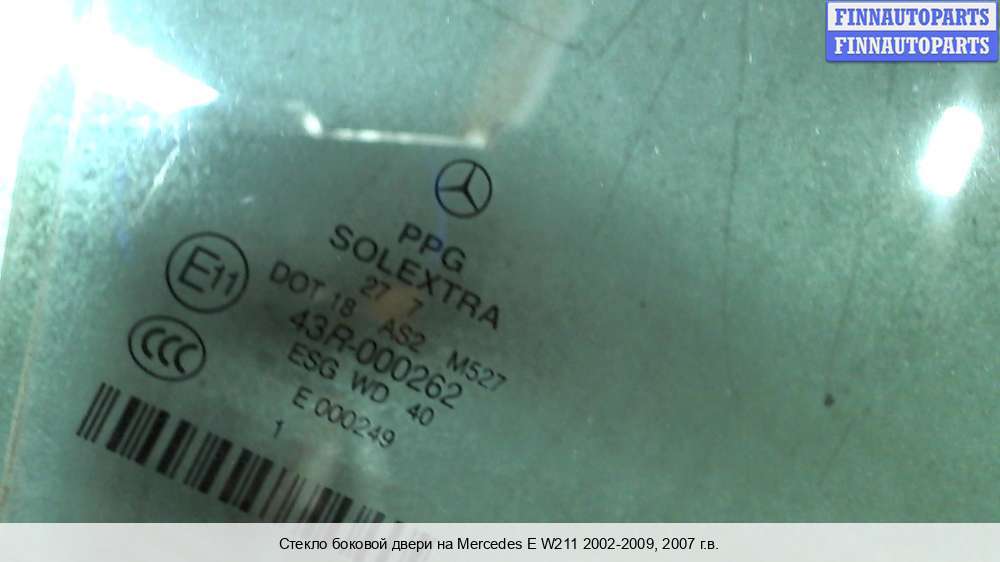 FINNAUTOPARTS
FINNAUTOPARTS
PPG
SOLEXTRA
27 7
E11
DOT 18 AS2 M527
43R-000262
CCC
ESG WD 40
E 000249
1
Стекло боковой двери на Mercedes E W211 2002-2009, 2007 г.в.